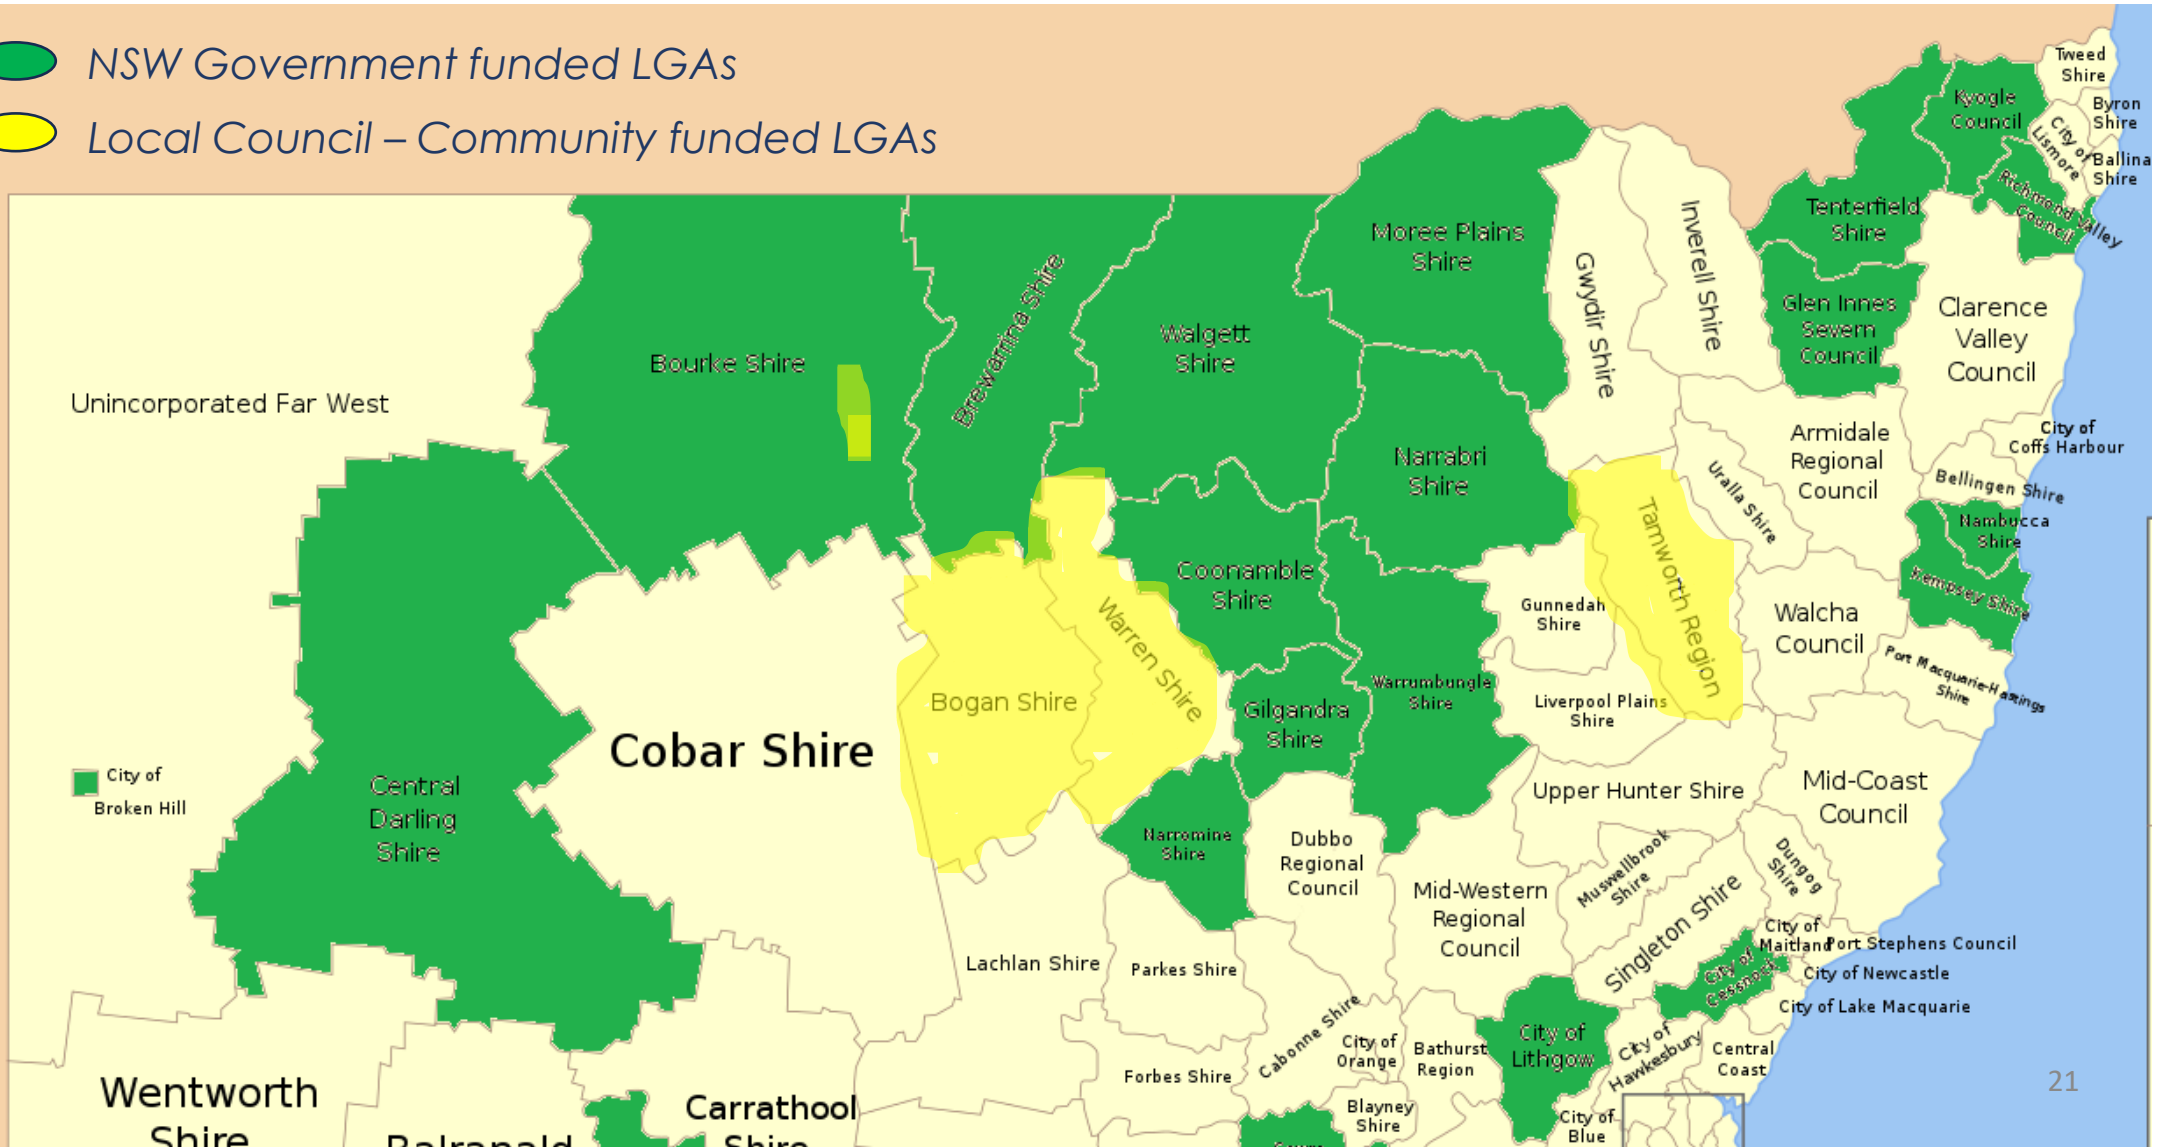 NSW Government funded LGAs
Local Council – Community funded LGAs
Tweed
Shire
Kyogle
Council
Byron
Shire
City of
Lismore
Ballina
Shire
Richmond Valley
Council
Tenterfield
Shire
Moree Plains
Shire
Inverell Shire
Gwydir Shire
Glen Innes
Severn
Council
Clarence
Valley
Council
Brewarrina Shire
Walgett
Shire
Bourke Shire
Unincorporated Far West
Narrabri
Shire
Armidale
Regional
Council
City of
Coffs Harbour
Bellingen Shire
Uralla Shire
Tamworth Region
Nambucca
Shire
Kempsey Shire
Coonamble
Shire
Gunnedah
Shire
Walcha
Council
Warren Shire
Port Macquarie-Hastings
Shire
Bogan Shire
Warrumbungle
Shire
Liverpool Plains
Shire
Gilgandra
Shire
Cobar Shire
City of
Broken Hill
Central
Darling
Shire
Upper Hunter Shire
Mid-Coast
Council
Narromine
Shire
Dubbo
Regional
Council
Muswellbrook
Shire
Dungog
Shire
Mid-Western
Regional
Council
Singleton Shire
City of
Maitland
Port Stephens Council
Lachlan Shire
Parkes Shire
City of
Cessnock
City of Newcastle
City of Lake Macquarie
Cabonne Shire
City of
Orange
Bathurst
Region
City of
Lithgow
City of
Hawkesbury
Central
Coast
Forbes Shire
Wentworth
Shire
Balranald
Carrathool
Shire
Blayney
Shire
City of
Blue
21